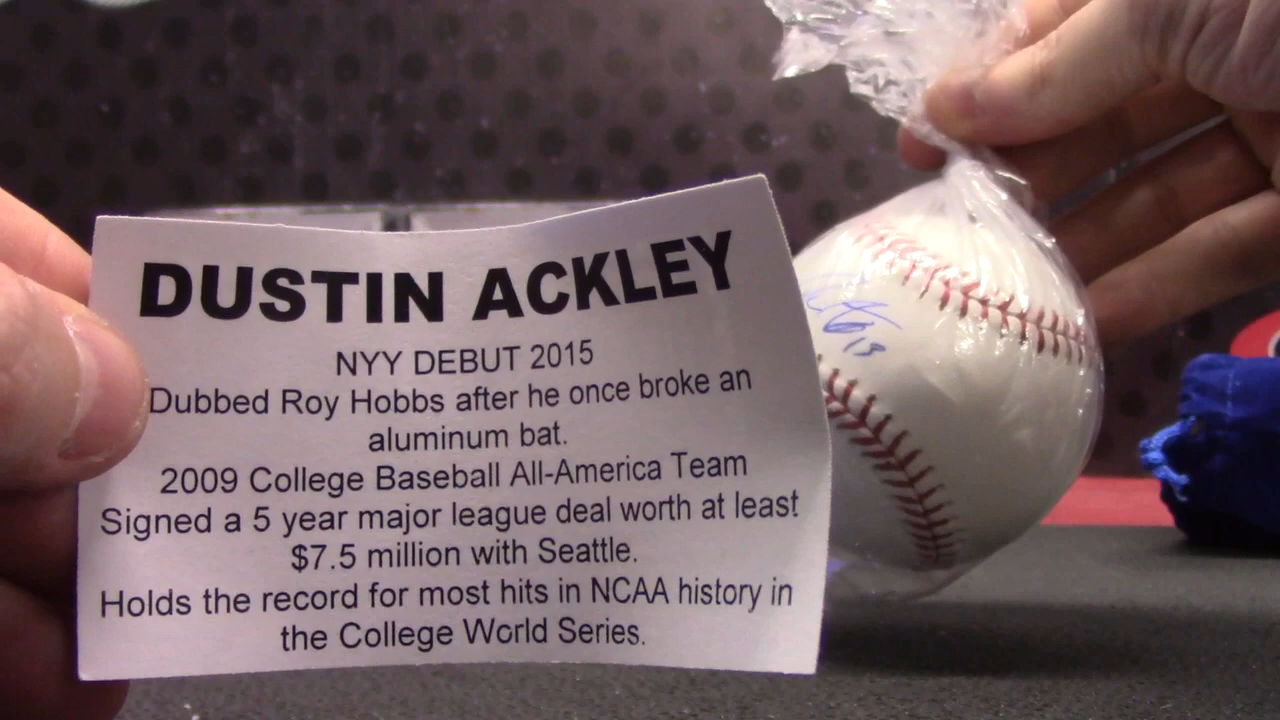 DUSTIN ACKLEY
NYY DEBUT 2015
Dubbed Roy Hobbs after he once broke an
aluminum bat.
2009 College Baseball All-America Team
Signed a 5 year major league deal worth at least
$7.5 million with Seattle.
Holds the record for most hits in NCAA history in
the College World Series.
13